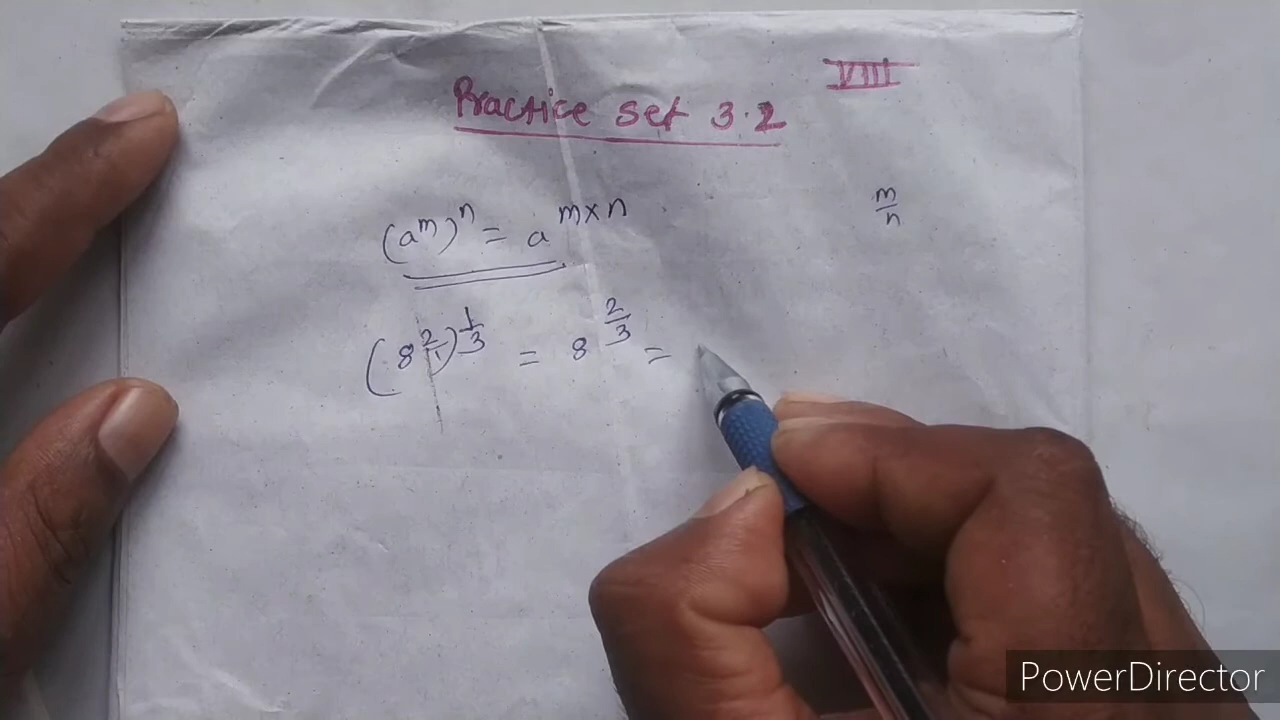 VIII
Practice Set 3.2
(a^m)^n = a^{m×n}
m/n
(8^{2/1})^{1/3} = 8^{2/3} =
PowerDirector